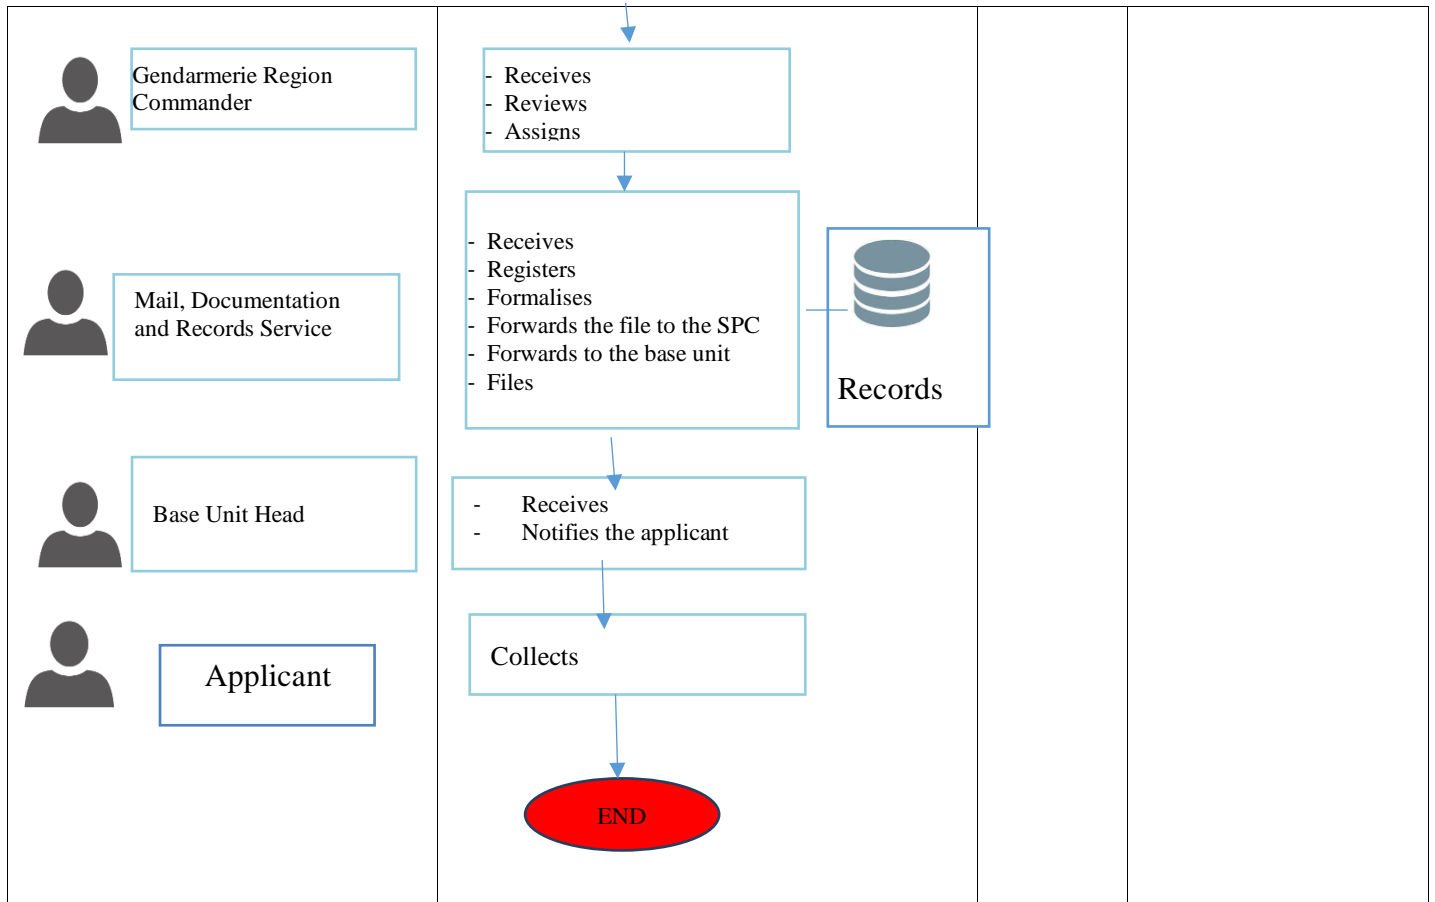 Gendarmerie Region
Commander
- Receives
- Reviews
- Assigns
Mail, Documentation
and Records Service
- Receives
- Registers
- Formalises
- Forwards the file to the SPC
- Forwards to the base unit
- Files
Records
Base Unit Head
- Receives
- Notifies the applicant
Applicant
Collects
END